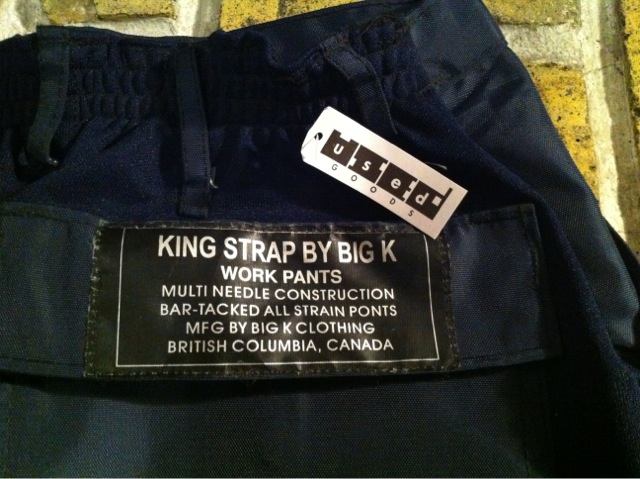 used
GOODS
KING STRAP BY BIG K
WORK PANTS
MULTI NEEDLE CONSTRUCTION
BAR-TACKED ALL STRAIN PONTS
MFG BY BIG K CLOTHING
BRITISH COLUMBIA, CANADA